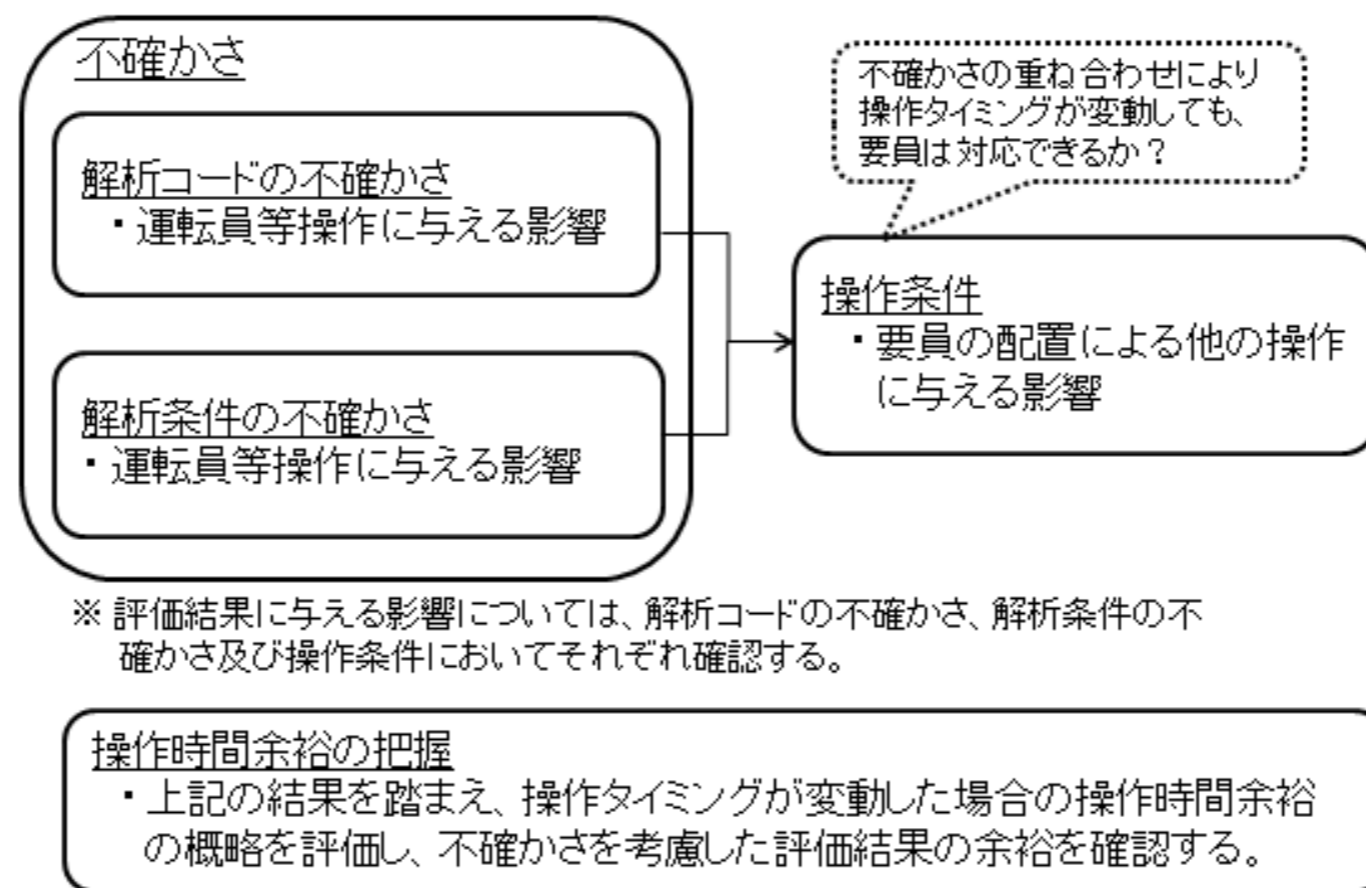 不確かさ
解析コードの不確かさ
・運転員等操作に与える影響
解析条件の不確かさ
・運転員等操作に与える影響
不確かさの重ね合わせにより
操作タイミングが変動しても、
要員は対応できるか？
操作条件
・要員の配置による他の操作
に与える影響
※ 評価結果に与える影響については、解析コードの不確かさ、解析条件の不
確かさ及び操作条件においてそれぞれ確認する。
操作時間余裕の把握
・上記の結果を踏まえ、操作タイミングが変動した場合の操作時間余裕
の概略を評価し、不確かさを考慮した評価結果の余裕を確認する。